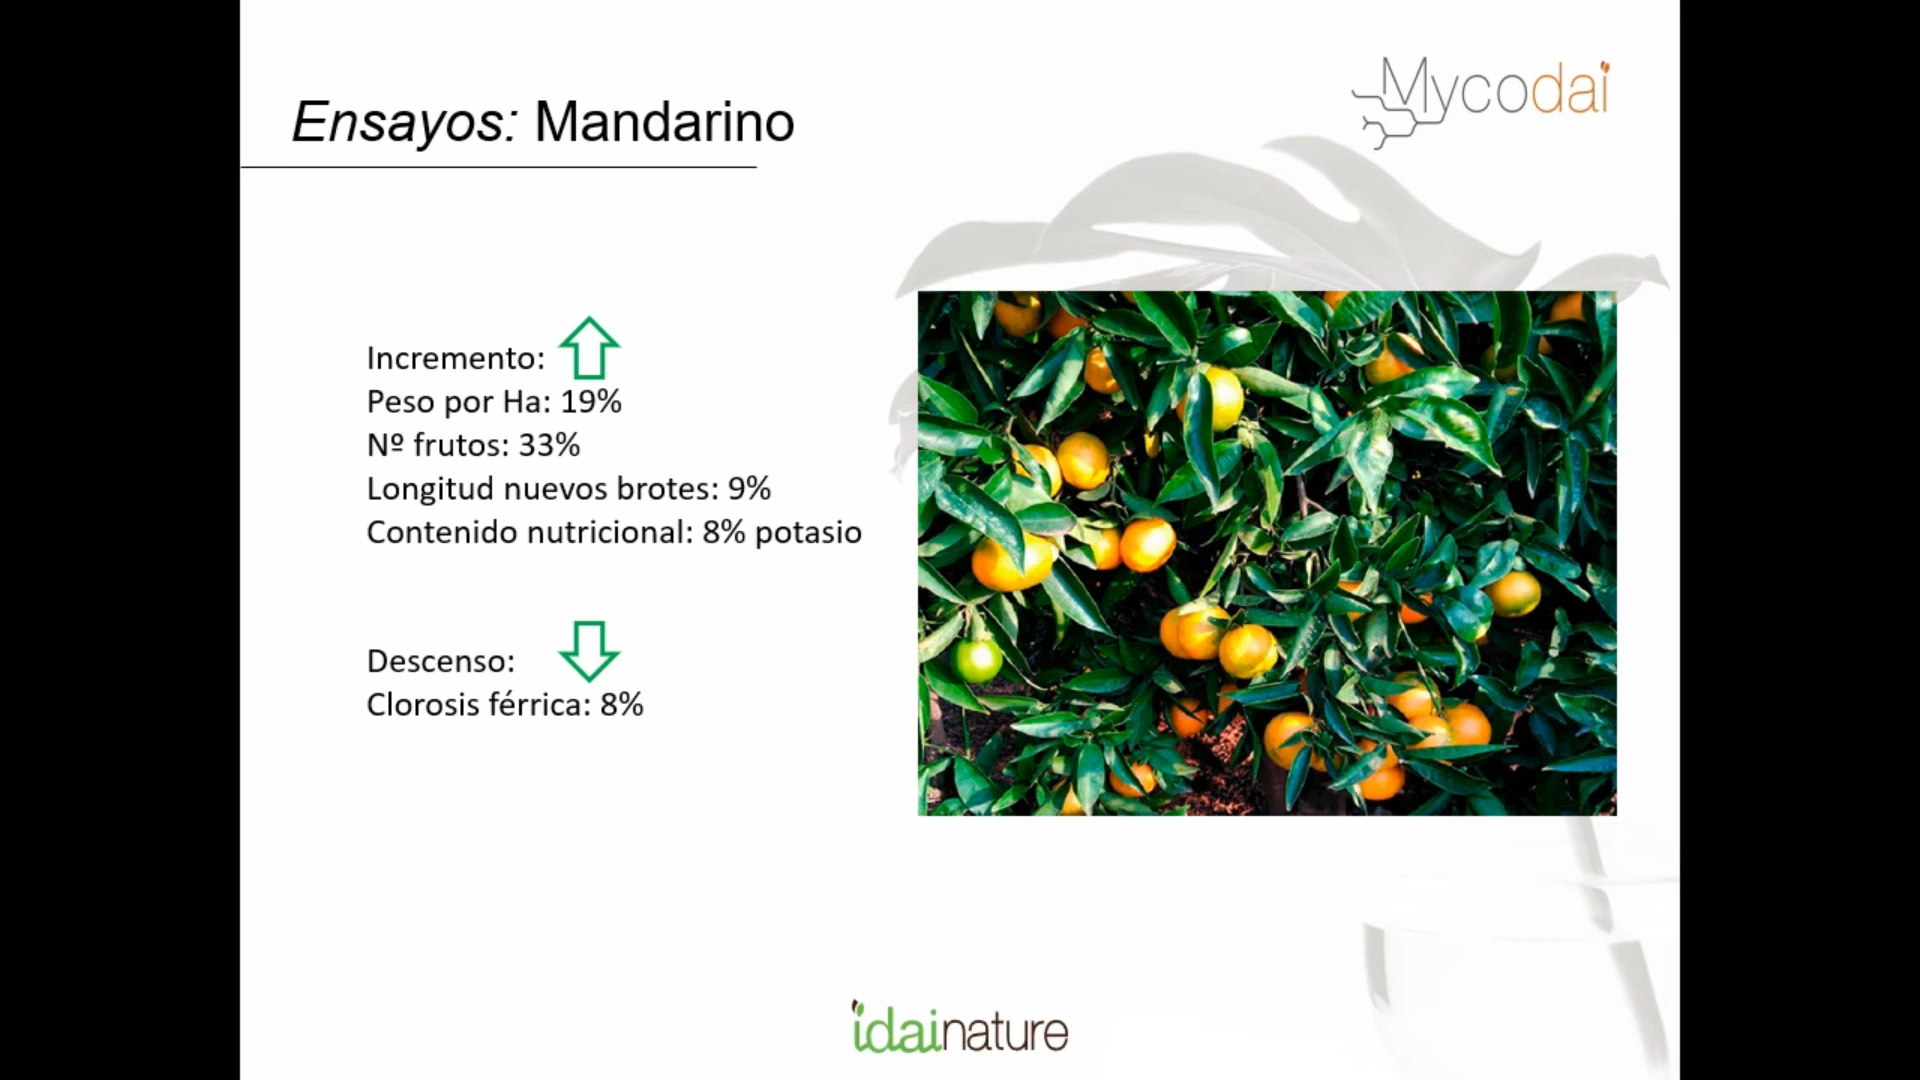 Mycodai
Ensayos: Mandarino
Incremento:
Peso por Ha: 19%
Nº frutos: 33%
Longitud nuevos brotes: 9%
Contenido nutricional: 8% potasio
Descenso:
Clorosis férrica: 8%
idainature